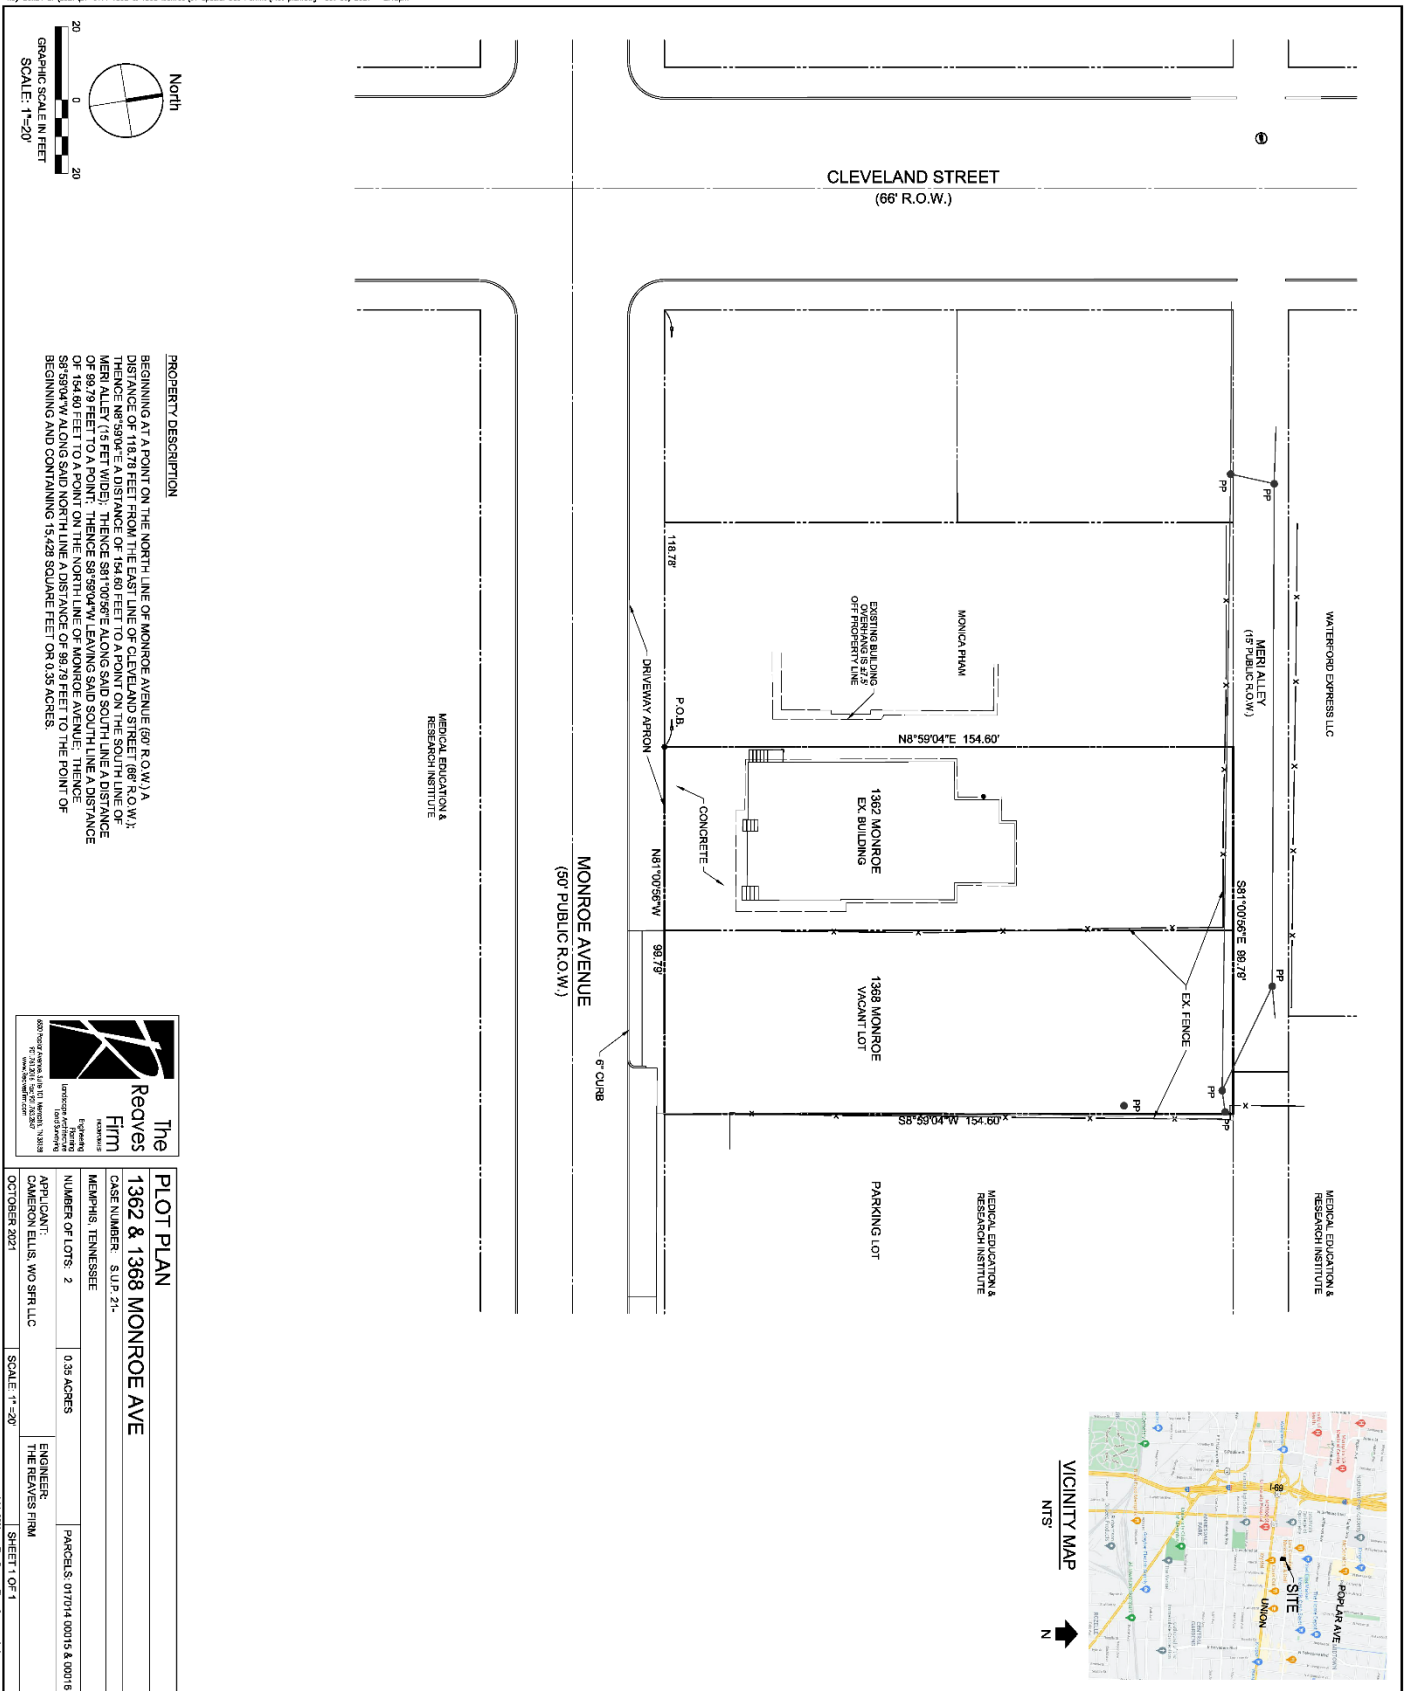 North
20
0
20
GRAPHIC SCALE IN FEET
SCALE: 1"=20'
CLEVELAND STREET
(66' R.O.W.)
WATERFORD EXPRESS LLC
MERI ALLEY
(15' PUBLIC R.O.W.)
PP
PP
118.78'
MONICA PHAM
EXISTING BUILDING
OVERHANG IS ±7.5'
OFF PROPERTY LINE
P.O.B.
DRIVEWAY APRON
N8°59'04"E 154.60'
1362 MONROE
EX. BUILDING
CONCRETE
N81°00'56"W
99.79'
S81°00'56"E 99.79'
EX. FENCE
1368 MONROE
VACANT LOT
PP
PP
PP
PP
S8°59'04"W 154.60'
6" CURB
MONROE AVENUE
(50' PUBLIC R.O.W.)
MEDICAL EDUCATION &
RESEARCH INSTITUTE
PARKING LOT
MEDICAL EDUCATION &
RESEARCH INSTITUTE
MEDICAL EDUCATION &
RESEARCH INSTITUTE
PROPERTY DESCRIPTION
BEGINNING AT A POINT ON THE NORTH LINE OF MONROE AVENUE (50' R.O.W.) A
DISTANCE OF 118.78 FEET FROM THE EAST LINE OF CLEVELAND STREET (66' R.O.W.);
THENCE N8°59'04"E A DISTANCE OF 154.60 FEET TO A POINT ON THE SOUTH LINE OF
MERI ALLEY (15 FET WIDE); THENCE S81°00'56"E ALONG SAID SOUTH LINE A DISTANCE
OF 99.79 FEET TO A POINT; THENCE S8°59'04"W LEAVING SAID SOUTH LINE A DISTANCE
OF 154.60 FEET TO A POINT ON THE NORTH LINE OF MONROE AVENUE; THENCE
S8°59'04"W ALONG SAID NORTH LINE A DISTANCE OF 99.79 FEET TO THE POINT OF
BEGINNING AND CONTAINING 15,428 SQUARE FEET OR 0.35 ACRES.
POPLAR AVE
SITE
UNION
I-69
VICINITY MAP
NTS'
N
The
Reaves
Firm
INCORPORATED
Engineering
Planning
Landscape Architecture
Land Surveying
PLOT PLAN
1362 & 1368 MONROE AVE
CASE NUMBER: S.U.P. 21-
MEMPHIS, TENNESSEE
NUMBER OF LOTS: 2
0.35 ACRES
PARCELS: 017014 00015 & 00016
APPLICANT:
CAMERON ELLIS, WO SFR LLC
ENGINEER:
THE REAVES FIRM
OCTOBER 2021
SCALE: 1"=20'
SHEET 1 OF 1